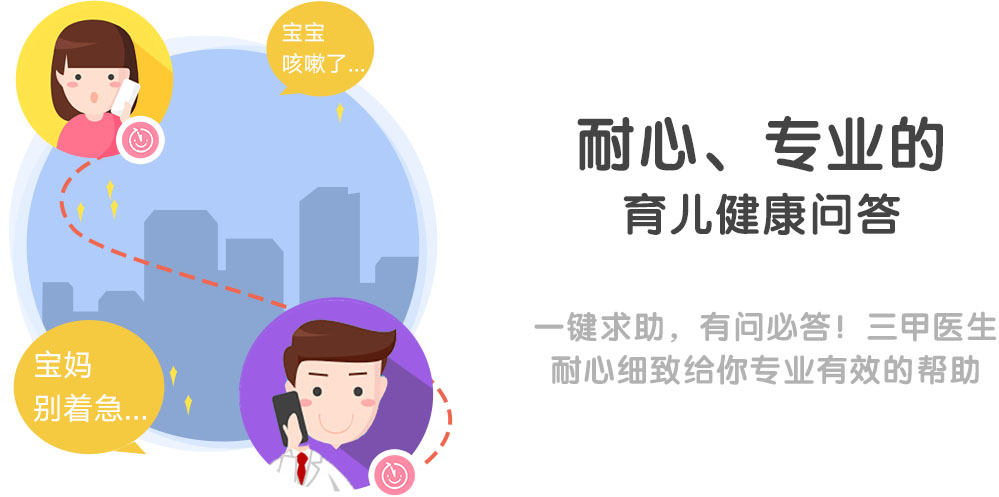 宝宝
咳嗽了...
耐心、专业的
育儿健康问答
一键求助，有问必答！三甲医生
耐心细致给你专业有效的帮助
宝妈
别着急...